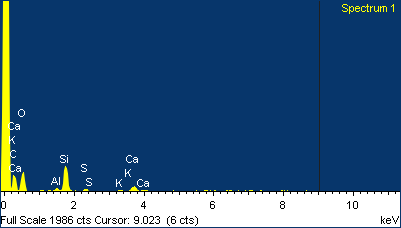 Spectrum 1
O
Ca
K
C
Ca
Al
Si
S
S
K
K
Ca
Ca
0 2 4 6 8 10
Full Scale 1986 cts Cursor: 9.023 (6 cts) keV